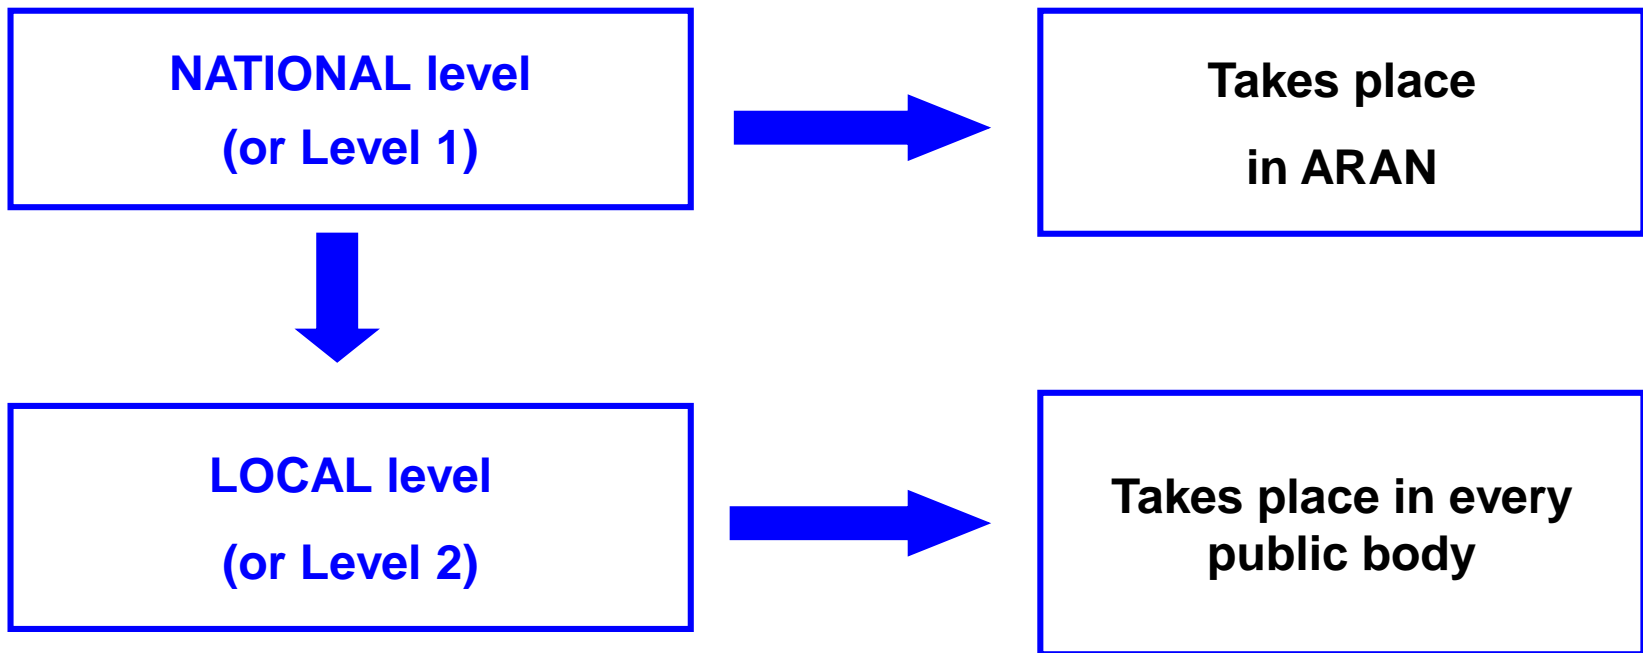 NATIONAL level
(or Level 1)
Takes place
in ARAN
LOCAL level
(or Level 2)
Takes place in every
public body